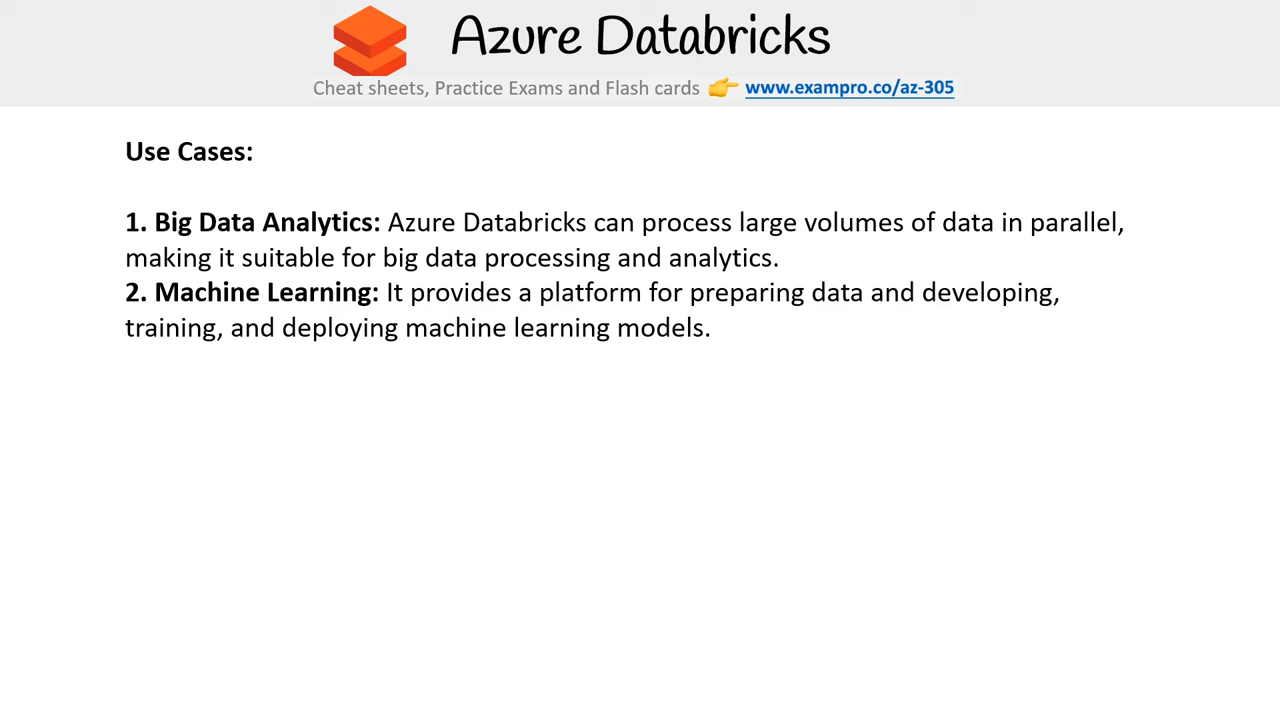 Azure Databricks
Cheat sheets, Practice Exams and Flash cards 👉 www.exampro.co/az-305
Use Cases:
1. Big Data Analytics: Azure Databricks can process large volumes of data in parallel,
making it suitable for big data processing and analytics.
2. Machine Learning: It provides a platform for preparing data and developing,
training, and deploying machine learning models.